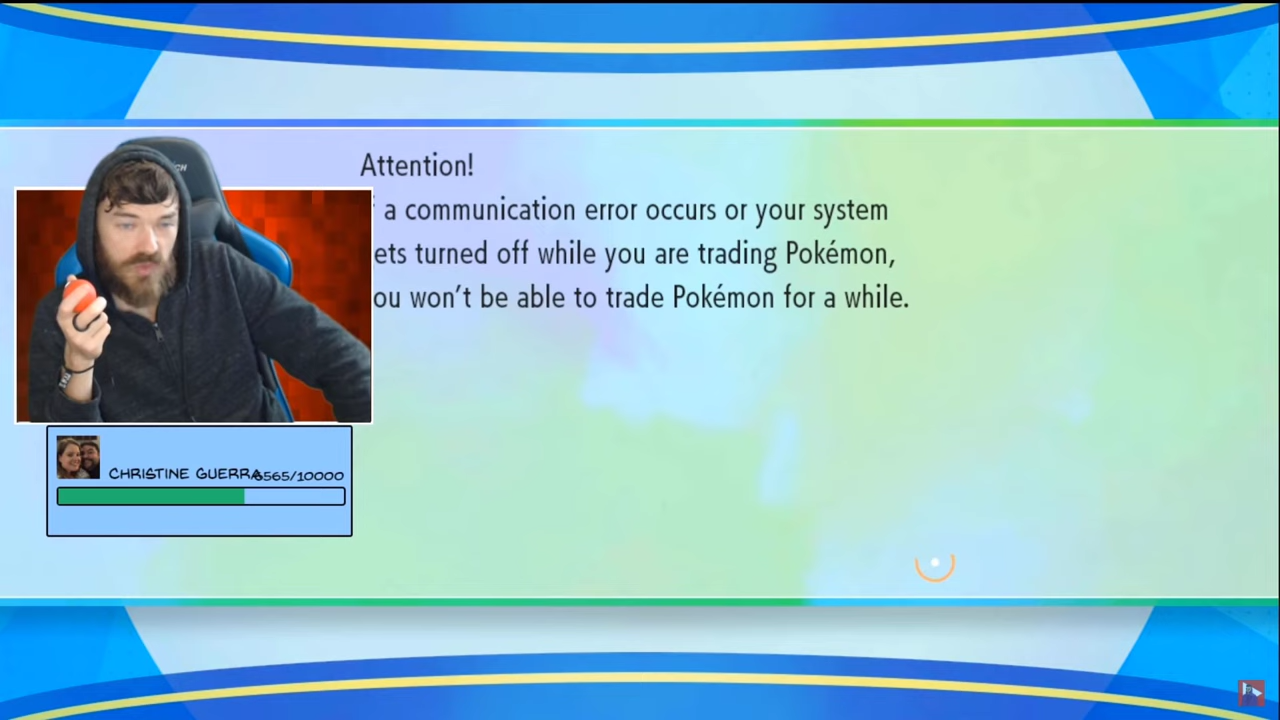 Attention!
a communication error occurs or your system
ets turned off while you are trading Pokémon,
ou won't be able to trade Pokémon for a while.
CHRISTINE GUERRA
6565/10000